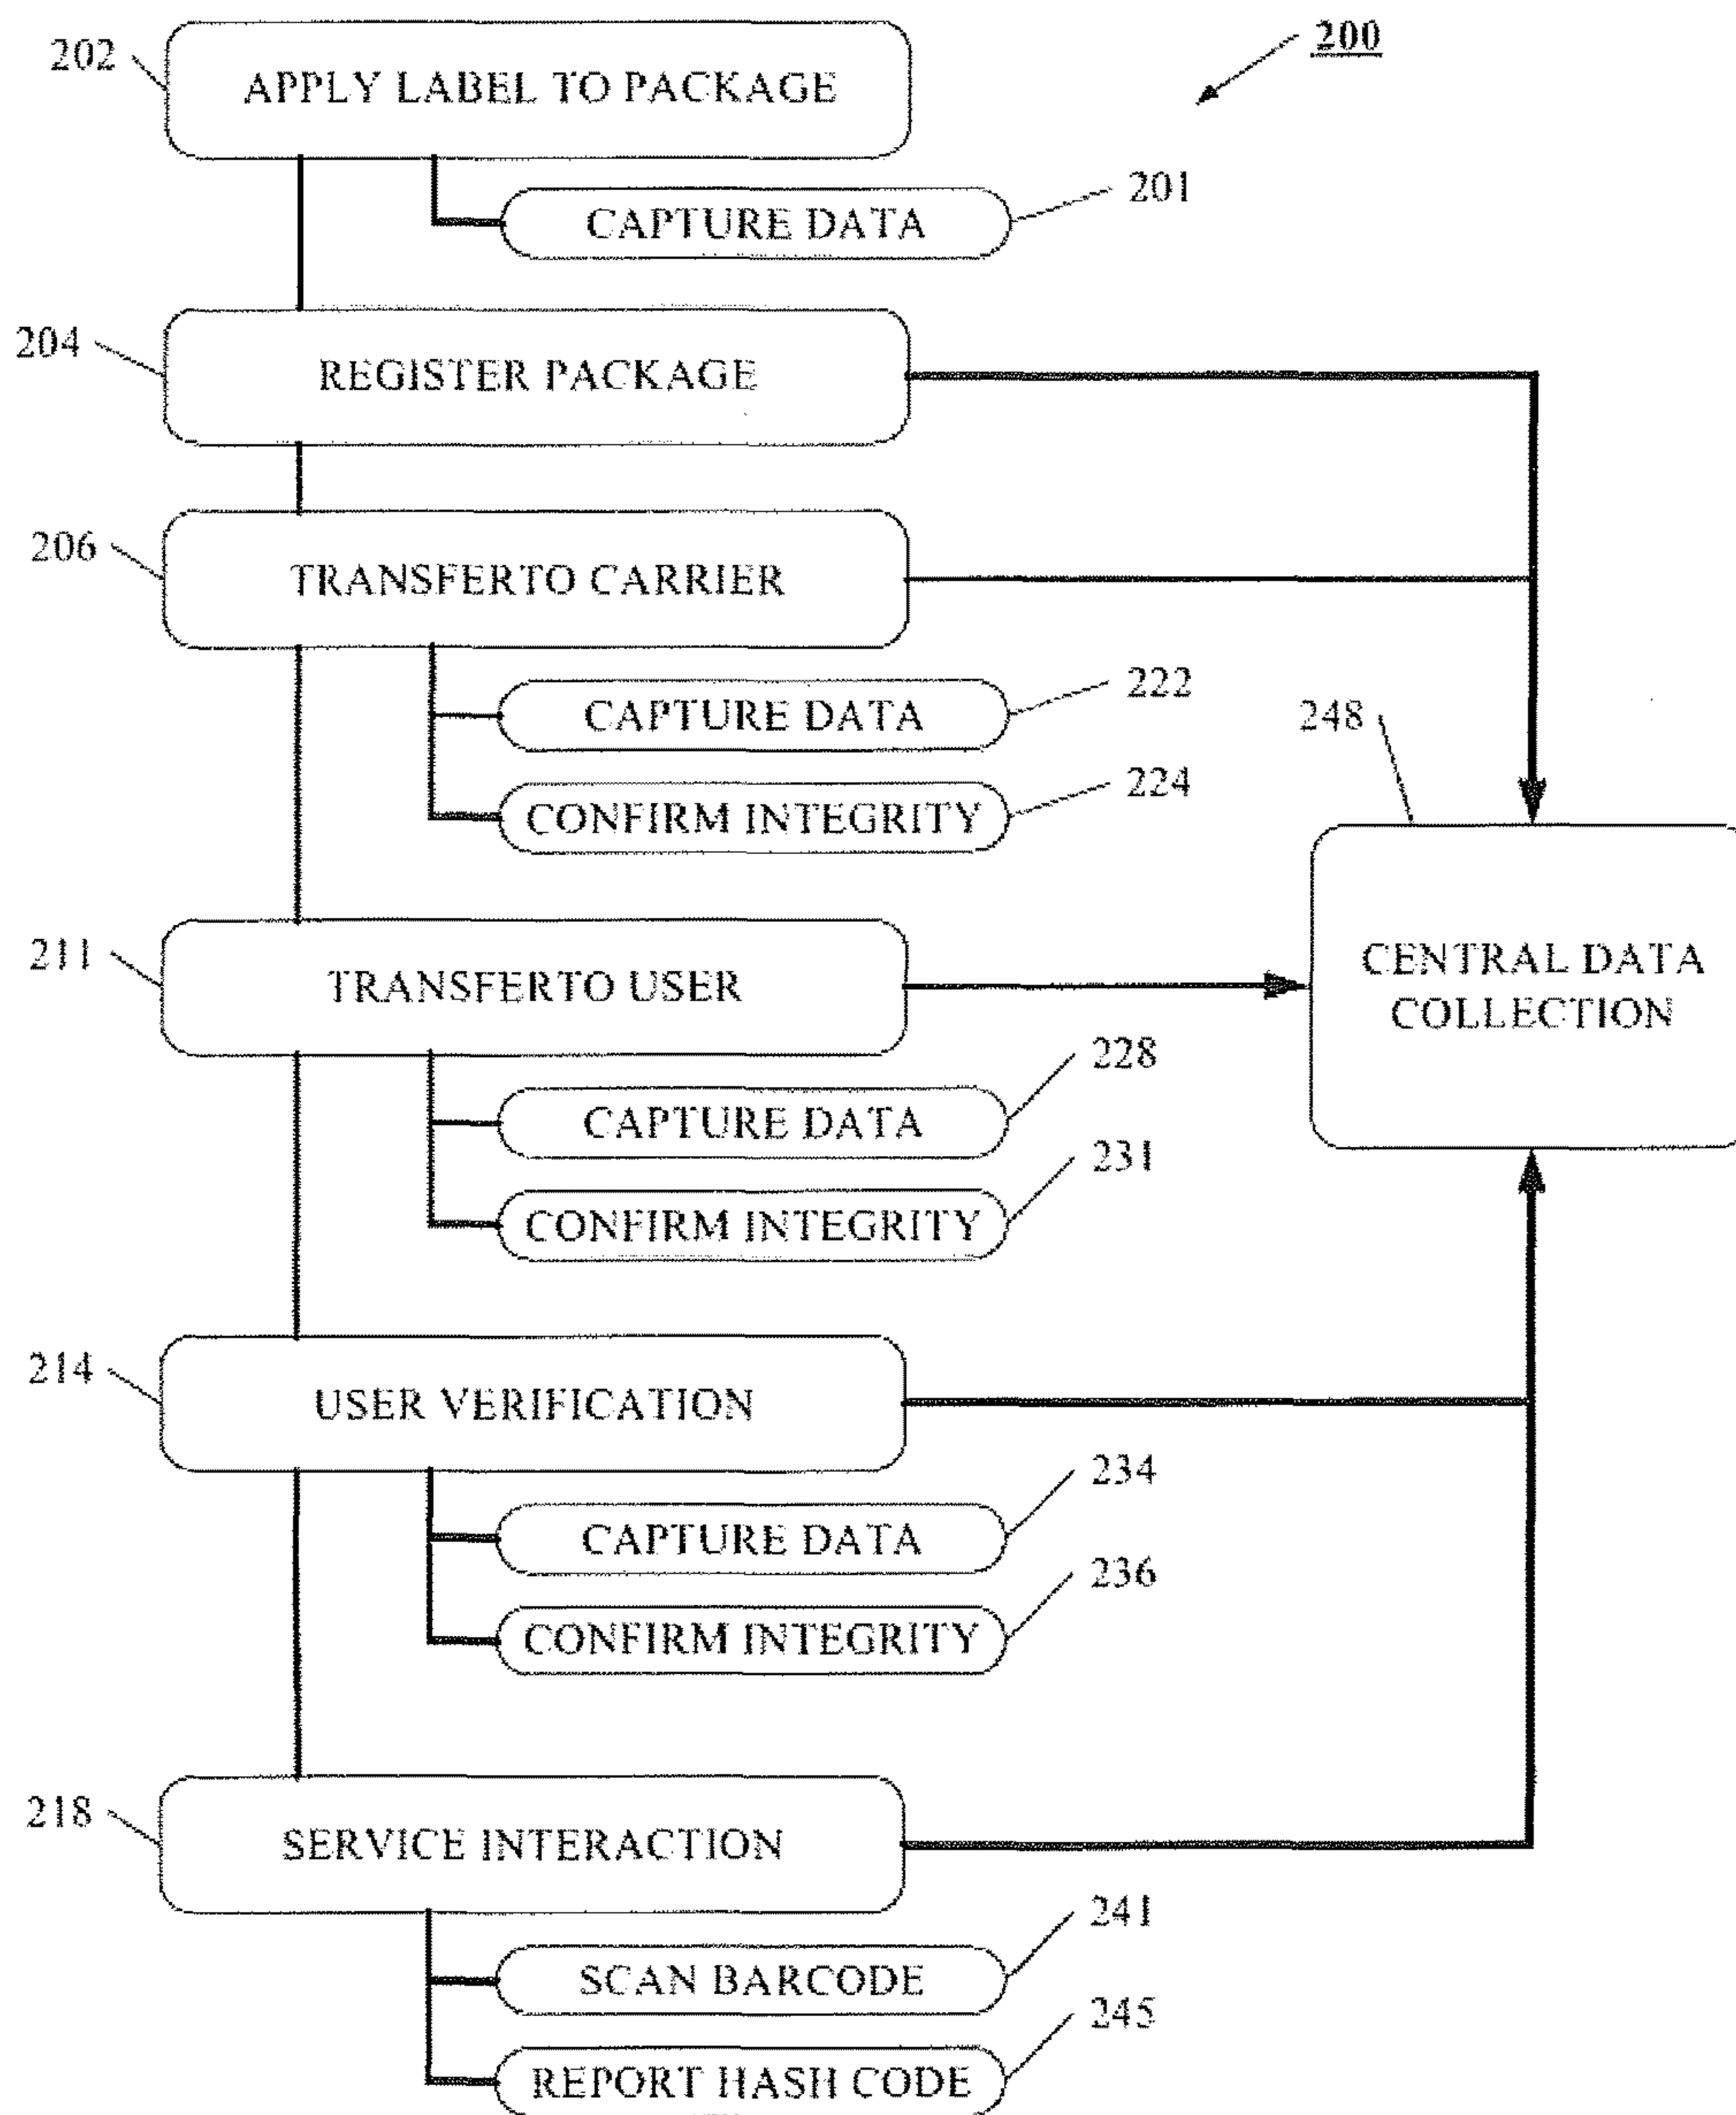 200
202
APPLY LABEL TO PACKAGE
201
CAPTURE DATA
204
REGISTER PACKAGE
206
TRANSFERTO CARRIER
222
CAPTURE DATA
248
224
CONFIRM INTEGRITY
211
TRANSFERTO USER
CENTRAL DATA
COLLECTION
228
CAPTURE DATA
231
CONFIRM INTEGRITY
214
USER VERIFICATION
234
CAPTURE DATA
236
CONFIRM INTEGRITY
218
SERVICE INTERACTION
241
SCAN BARCODE
245
REPORT HASH CODE